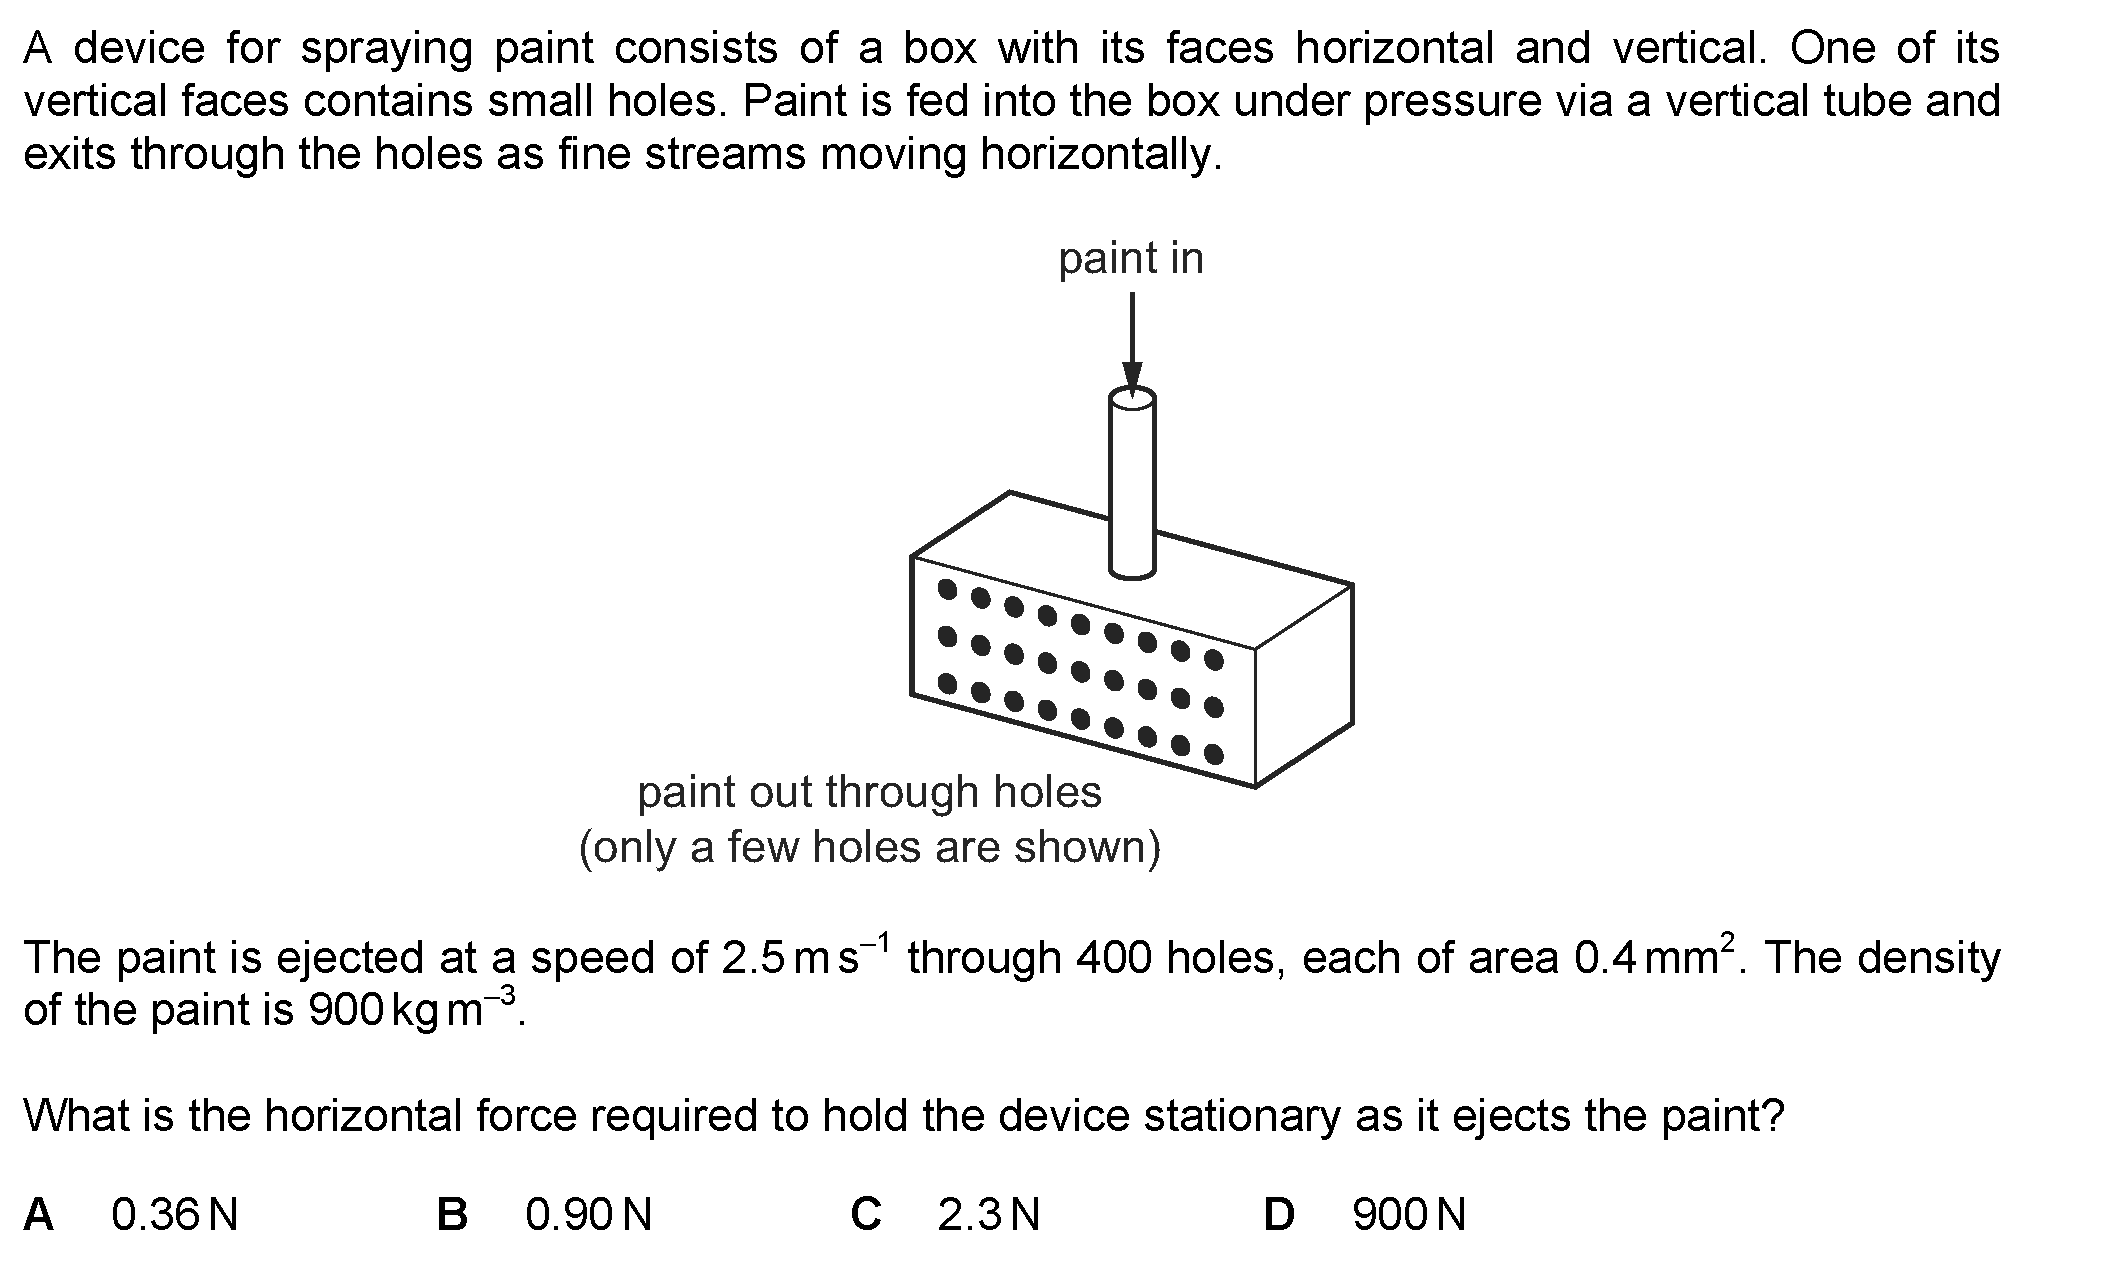 A device for spraying paint consists of a box with its faces horizontal and vertical. One of its
vertical faces contains small holes. Paint is fed into the box under pressure via a vertical tube and
exits through the holes as fine streams moving horizontally.
paint in
paint out through holes
(only a few holes are shown)
The paint is ejected at a speed of 2.5 m s⁻¹ through 400 holes, each of area 0.4 mm². The density
of the paint is 900 kg m⁻³.
What is the horizontal force required to hold the device stationary as it ejects the paint?
A 0.36 N B 0.90 N C 2.3 N D 900 N